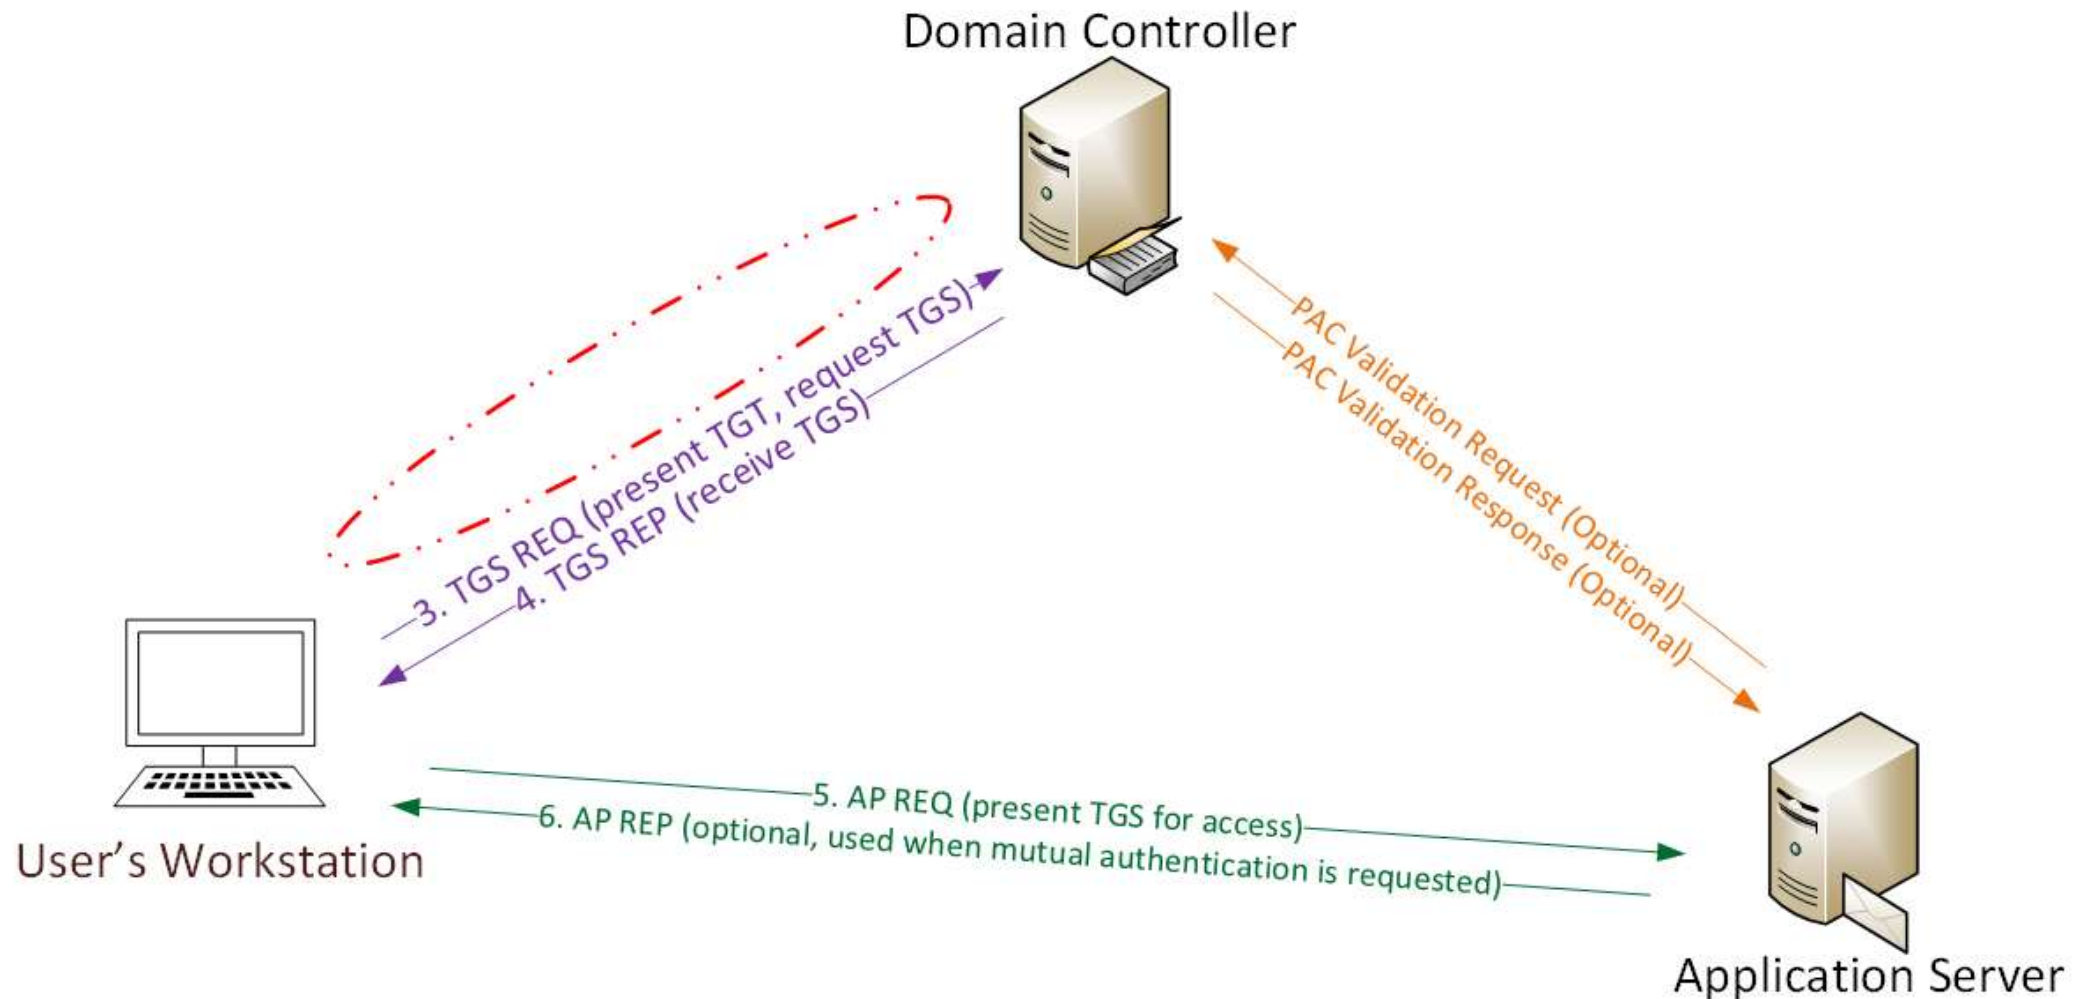 Domain Controller
3. TGS REQ (present TGT, request TGS)
4. TGS REP (receive TGS)
PAC Validation Request (Optional)
PAC Validation Response (Optional)
5. AP REQ (present TGS for access)
6. AP REP (optional, used when mutual authentication is requested)
User’s Workstation
Application Server